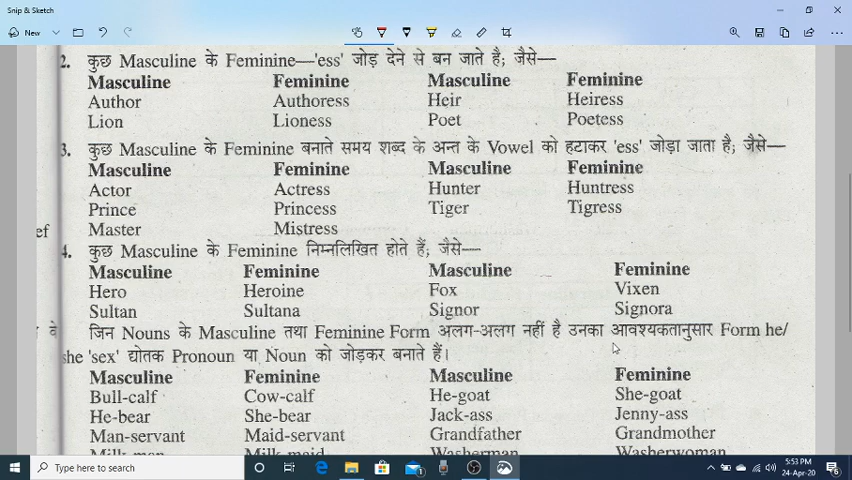 Snip & Sketch
New
2. कुछ Masculine के Feminine—'ess' जोड़ देने से बन जाते है; जैसे—
Masculine Feminine Masculine Feminine
Author Authoress Heir Heiress
Lion Lioness Poet Poetess
3. कुछ Masculine के Feminine बनाते समय शब्द के अन्त के Vowel को हटाकर 'ess' जोड़ा जाता है; जैसे—
Masculine Feminine Masculine Feminine
Actor Actress Hunter Huntress
Prince Princess Tiger Tigress
ef Master Mistress
4. कुछ Masculine के Feminine निम्नलिखित होते हैं; जैसे—
Masculine Feminine Masculine Feminine
Hero Heroine Fox Vixen
Sultan Sultana Signor Signora
वे जिन Nouns के Masculine तथा Feminine Form अलग-अलग नहीं है उनका आवश्यकतानुसार Form he/
she 'sex' द्योतक Pronoun या Noun को जोड़कर बनाते हैं।
Masculine Feminine Masculine Feminine
Bull-calf Cow-calf He-goat She-goat
He-bear She-bear Jack-ass Jenny-ass
Man-servant Maid-servant Grandfather Grandmother
Milk-man Milk-maid Washerman Washerwoman
Type here to search
5:53 PM
24-Apr-20